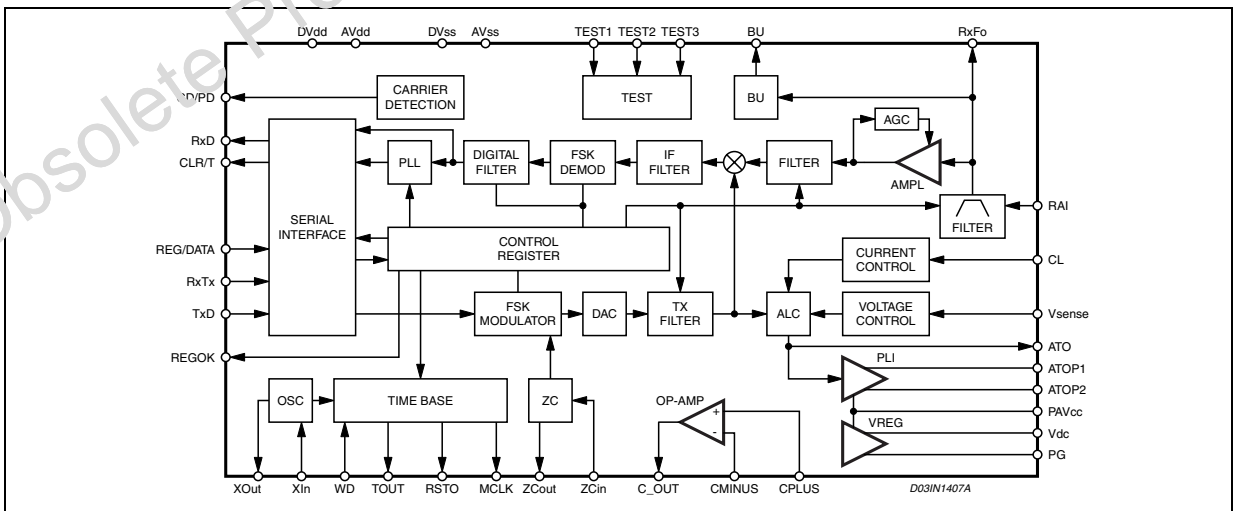 Obsolete Pro
DVdd AVdd DVss AVss TEST1 TEST2 TEST3 BU RxFo
CARRIER
DETECTION
TEST
BU
CD/PD
AGC
RxD
CLR/T
PLL
DIGITAL
FILTER
FSK
DEMOD
IF
FILTER
FILTER
AMPL
FILTER
RAI
SERIAL
INTERFACE
REG/DATA
CONTROL
REGISTER
CURRENT
CONTROL
CL
RxTx
TxD
FSK
MODULATOR
DAC
TX
FILTER
ALC
VOLTAGE
CONTROL
Vsense
ATO
REGOK
PLI
ATOP1
ATOP2
OSC
TIME BASE
ZC
OP-AMP
+
-
PAVcc
VREG
Vdc
PG
XOut XIn WD TOUT RSTO MCLK ZCout ZCin C_OUT CMINUS CPLUS
D03IN1407A